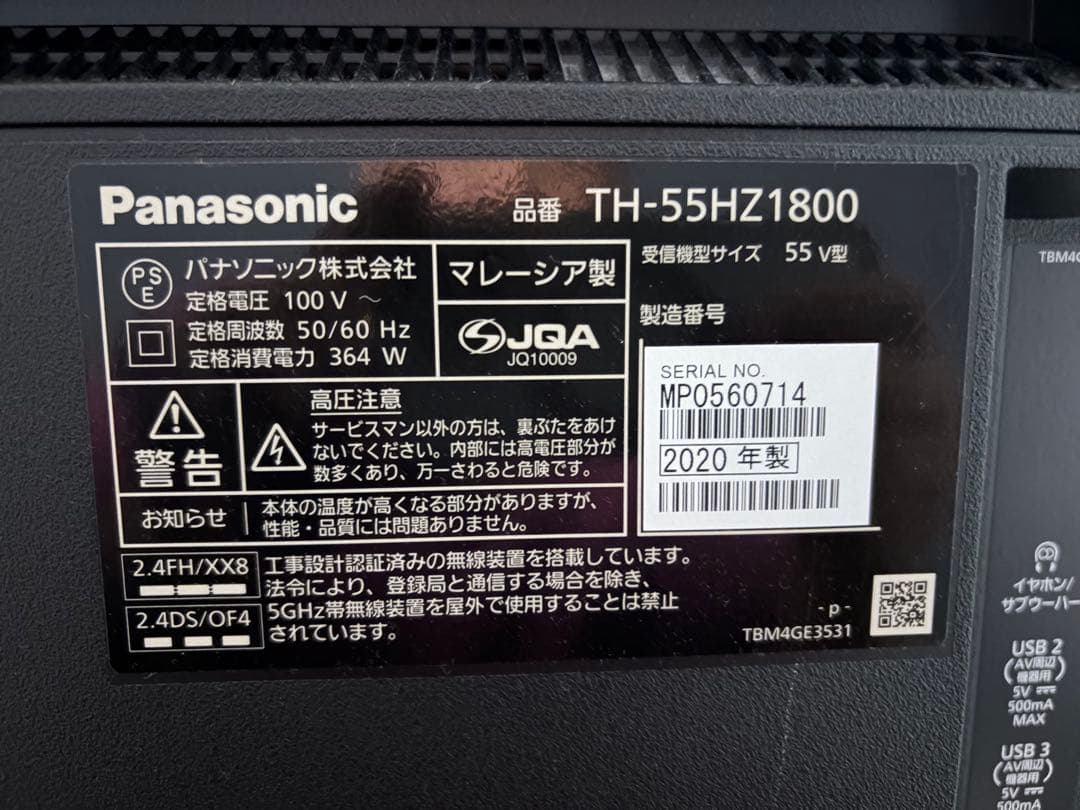 Panasonic
品番 TH-55HZ1800
受信機型サイズ 55 V型
PS
E
パナソニック株式会社
定格電圧 100 V ～
定格周波数 50/60 Hz
定格消費電力 364 W
マレーシア製
JQA
JQ10009
製造番号
SERIAL NO.
MP0560714
2020 年製
警告
高圧注意
サービスマン以外の方は、裏ぶたをあけ
ないでください。内部には高電圧部分が
数多くあり、万一さわると危険です。
お知らせ
本体の温度が高くなる部分がありますが、
性能・品質には問題ありません。
2.4FH/XX8
2.4DS/OF4
工事設計認証済みの無線装置を搭載しています。
法令により、登録局と通信する場合を除き、
5GHz帯無線装置を屋外で使用することは禁止
されています。
- p -
TBM4GE3531
イヤホン/
サブウーハー
USB 2
(AV周辺
機器用)
5V
500mA
MAX
USB 3
(AV周辺
機器用)
5V
500mA